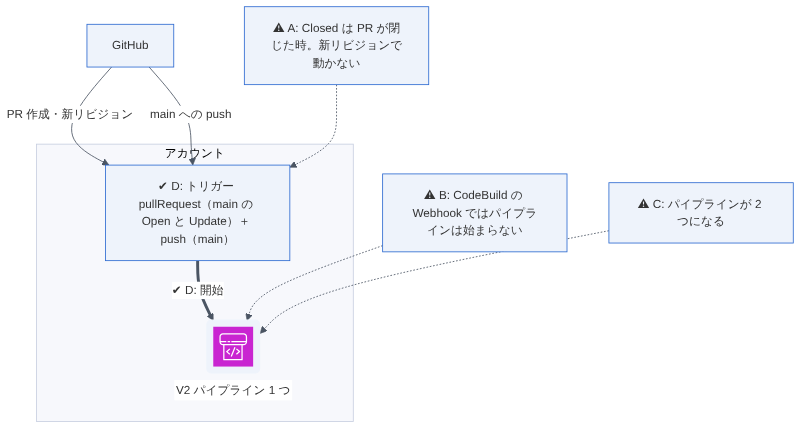 GitHub
⚠ A: Closed は PR が閉
じた時。新リビジョンで
動かない
PR 作成・新リビジョン
main への push
アカウント
✔ D: トリガー
pullRequest（main の
Open と Update）＋
push（main）
⚠ B: CodeBuild の
Webhook ではパイプラ
インは始まらない
⚠ C: パイプラインが 2
つになる
✔ D: 開始
V2 パイプライン 1 つ